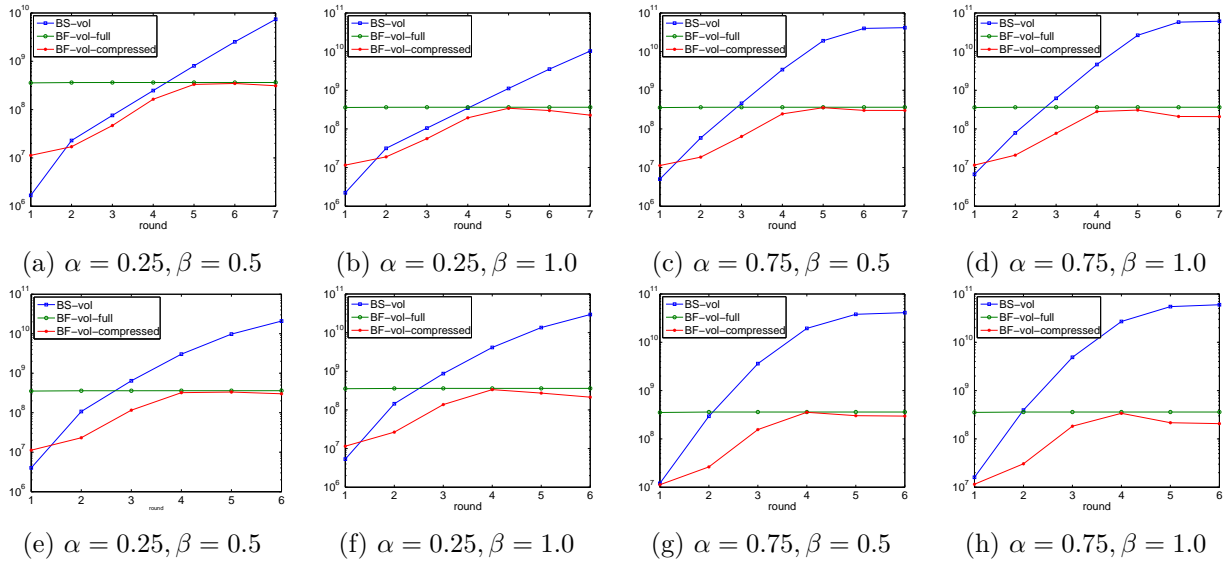 BS-vol
BF-vol-full
BF-vol-compressed
10^10
10^9
10^8
10^7
10^6
1 2 3 4 5 6 7
round
(a) α = 0.25, β = 0.5
BS-vol
BF-vol-full
BF-vol-compressed
10^11
10^10
10^9
10^8
10^7
10^6
1 2 3 4 5 6 7
round
(b) α = 0.25, β = 1.0
BS-vol
BF-vol-full
BF-vol-compressed
10^11
10^10
10^9
10^8
10^7
10^6
1 2 3 4 5 6 7
round
(c) α = 0.75, β = 0.5
BS-vol
BF-vol-full
BF-vol-compressed
10^11
10^10
10^9
10^8
10^7
10^6
1 2 3 4 5 6 7
round
(d) α = 0.75, β = 1.0
BS-vol
BF-vol-full
BF-vol-compressed
10^11
10^10
10^9
10^8
10^7
10^6
1 2 3 4 5 6
round
(e) α = 0.25, β = 0.5
BS-vol
BF-vol-full
BF-vol-compressed
10^11
10^10
10^9
10^8
10^7
10^6
1 2 3 4 5 6
round
(f) α = 0.25, β = 1.0
BS-vol
BF-vol-full
BF-vol-compressed
10^11
10^10
10^9
10^8
10^7
1 2 3 4 5 6
round
(g) α = 0.75, β = 0.5
BS-vol
BF-vol-full
BF-vol-compressed
10^11
10^10
10^9
10^8
10^7
1 2 3 4 5 6
round
(h) α = 0.75, β = 1.0